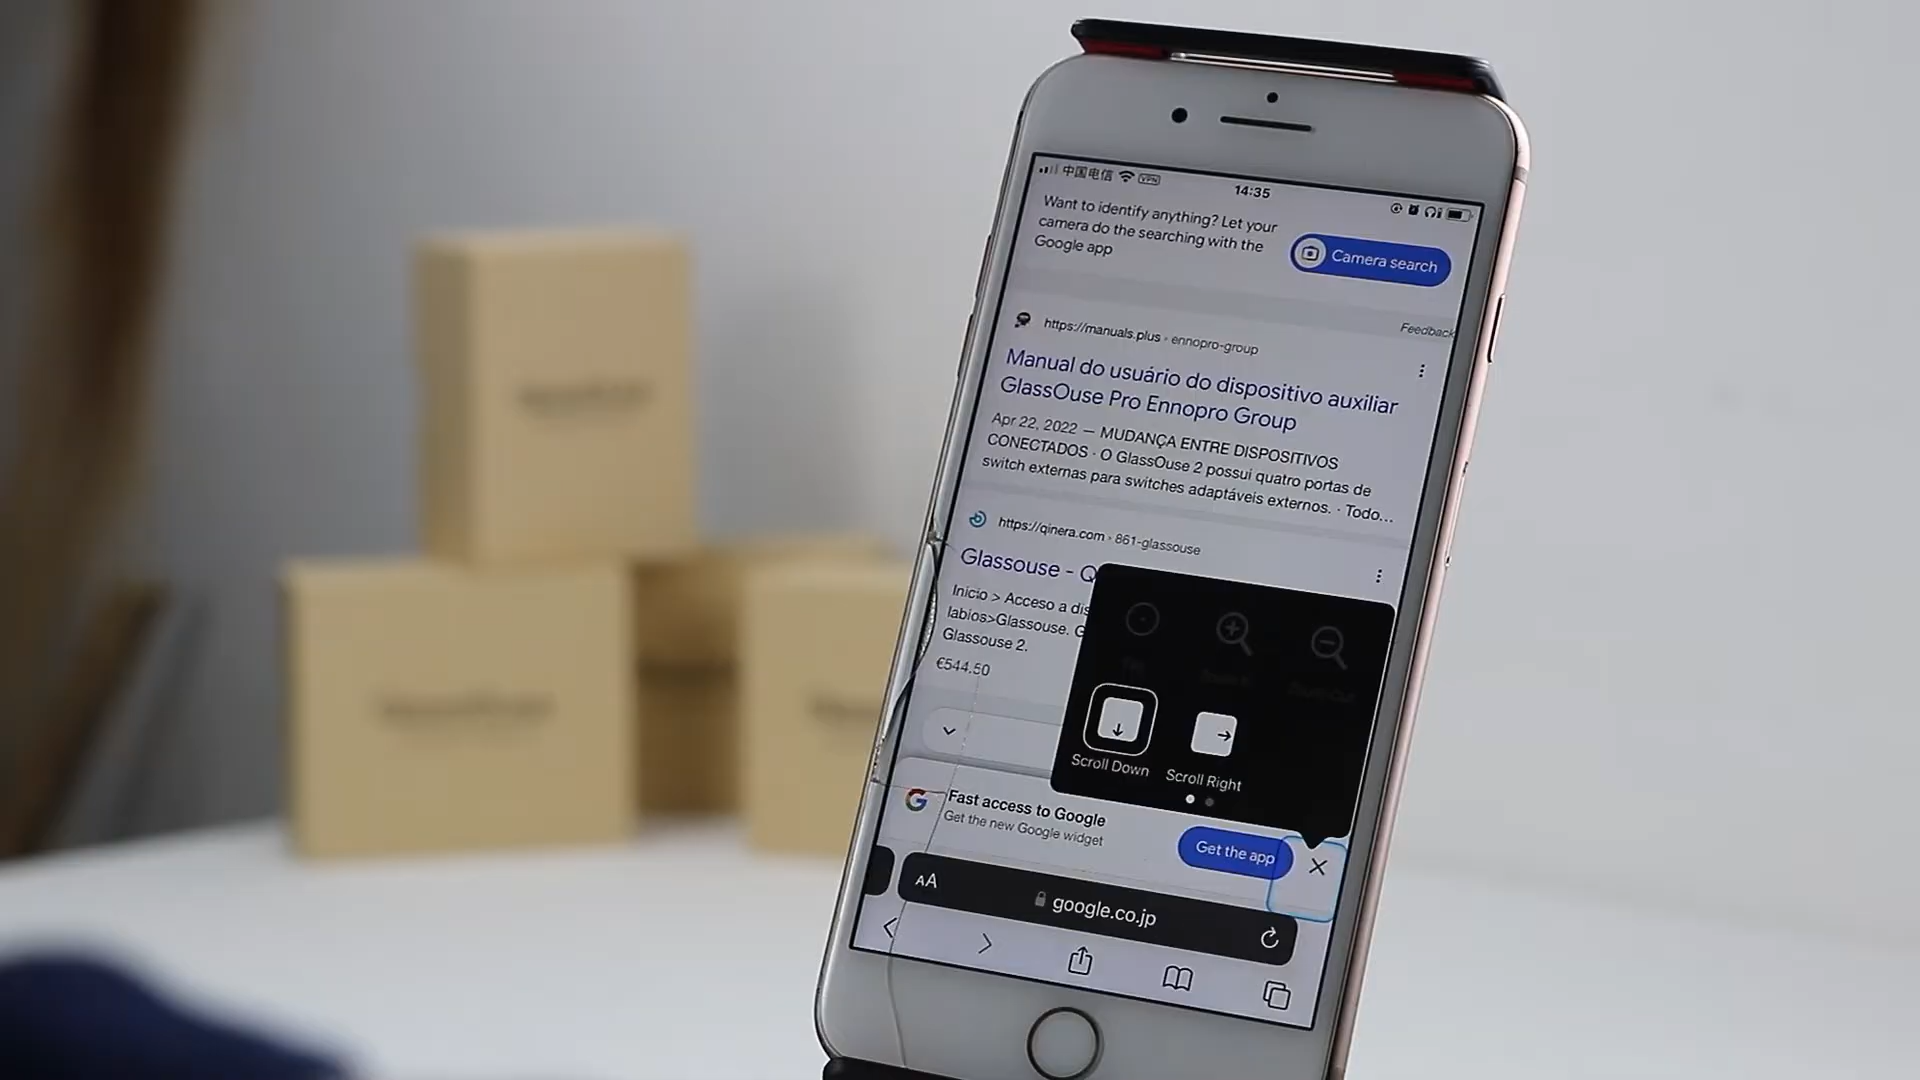 中国电信 VPN
14:35
Want to identify anything? Let your
camera do the searching with the
Google app
Camera search
Feedback
https://manuals.plus › ennopro-group
Manual do usuário do dispositivo auxiliar
GlassOuse Pro Ennopro Group
Apr 22, 2022 — MUDANÇA ENTRE DISPOSITIVOS
CONECTADOS · O GlassOuse 2 possui quatro portas de
switch externas para switches adaptáveis externos. · Todo...
https://qinera.com › 861-glassouse
Glassouse - Q
Inicio > Acceso a dis
labios>Glassouse. G
Glassouse 2.
€544.50
Scroll Down
Scroll Right
Fast access to Google
Get the new Google widget
Get the app
AA
google.co.jp